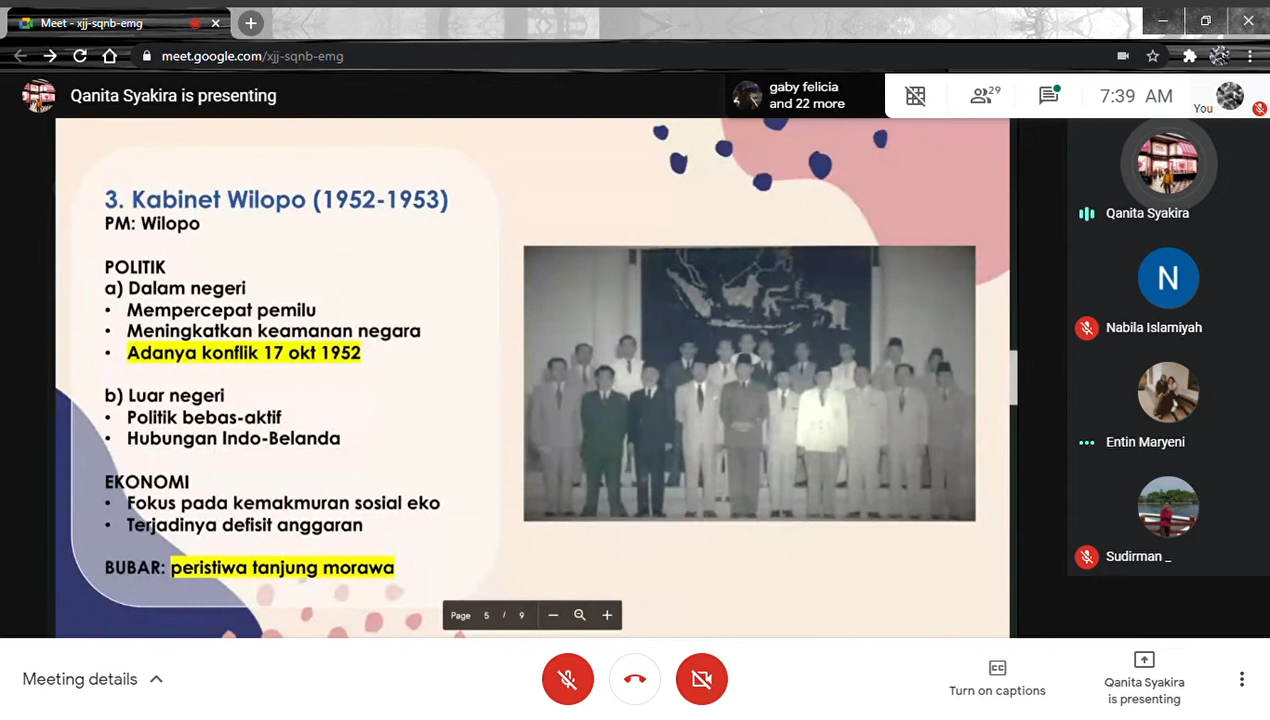 Meet - xjj-sqnb-emg
meet.google.com/xjj-sqnb-emg
Qanita Syakira is presenting
gaby felicia
and 22 more
29
7:39 AM
You
3. Kabinet Wilopo (1952-1953)
PM: Wilopo
POLITIK
a) Dalam negeri
• Mempercepat pemilu
• Meningkatkan keamanan negara
• Adanya konflik 17 okt 1952
b) Luar negeri
• Politik bebas-aktif
• Hubungan Indo-Belanda
EKONOMI
• Fokus pada kemakmuran sosial eko
• Terjadinya defisit anggaran
BUBAR: peristiwa tanjung morawa
Page 5 / 9
Qanita Syakira
N
Nabila Islamiyah
Entin Maryeni
Sudirman _
Meeting details
CC
Turn on captions
Qanita Syakira
is presenting